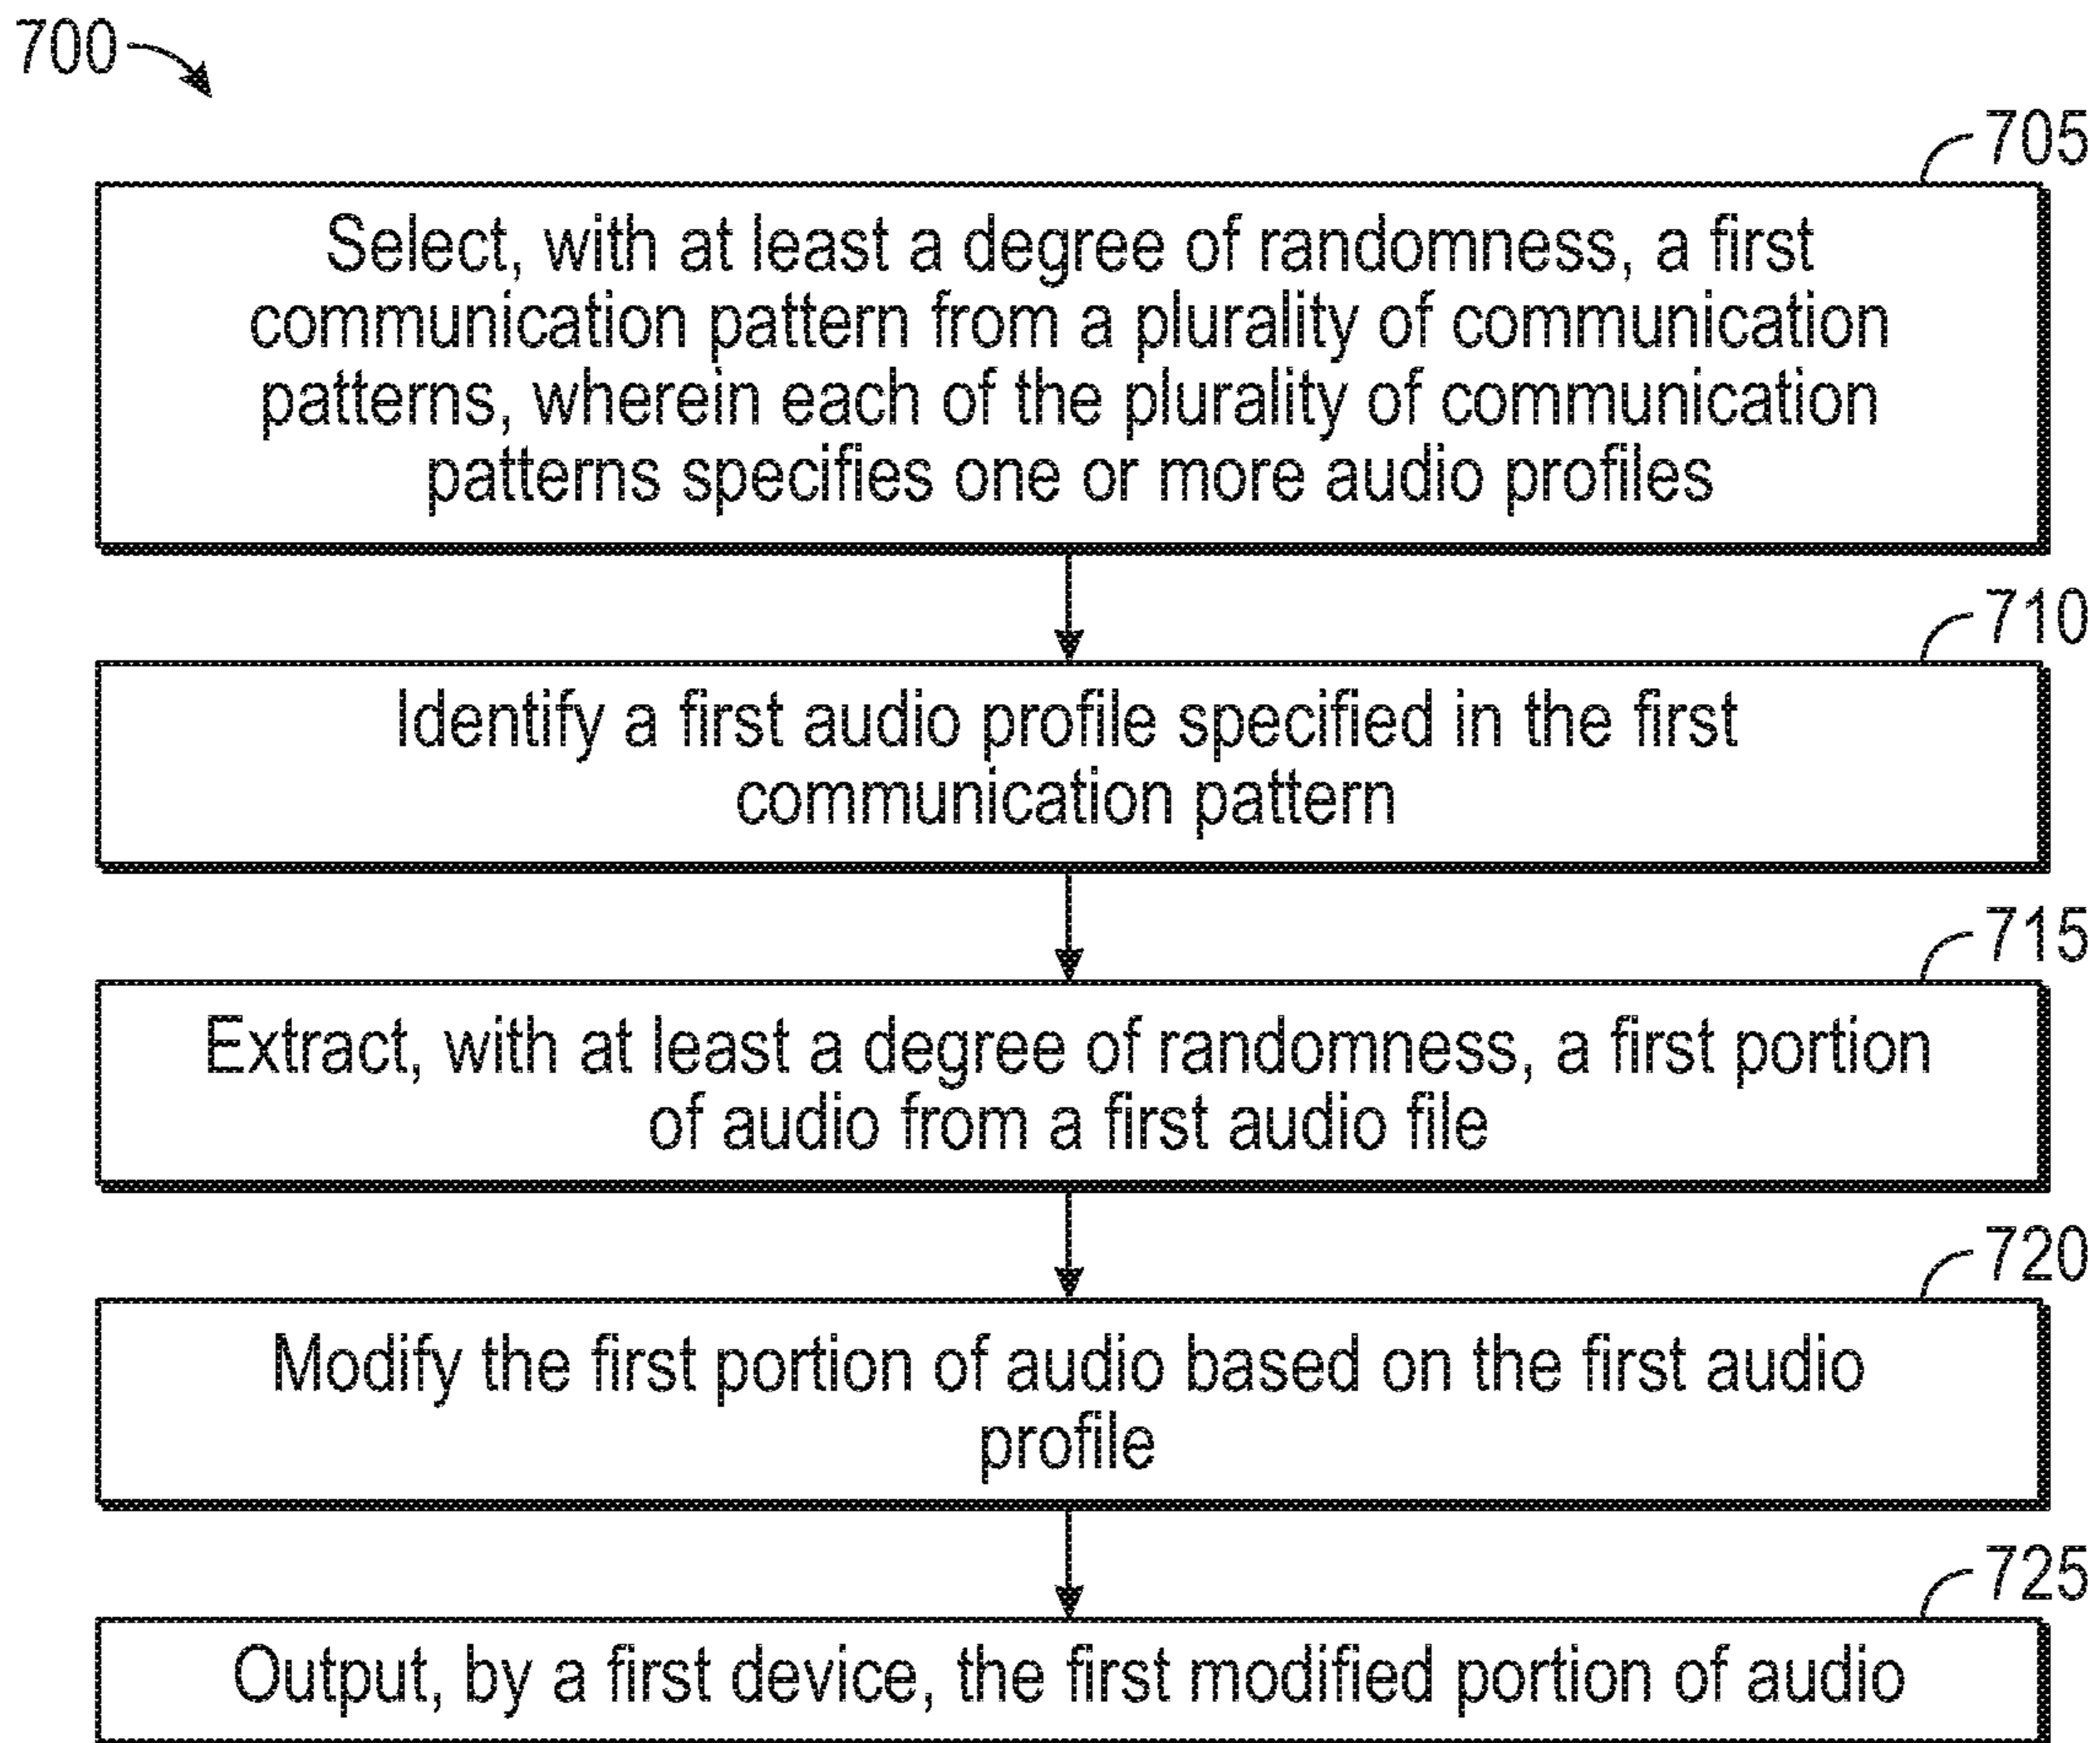 700
705
Select, with at least a degree of randomness, a first
communication pattern from a plurality of communication
patterns, wherein each of the plurality of communication
patterns specifies one or more audio profiles
710
Identify a first audio profile specified in the first
communication pattern
715
Extract, with at least a degree of randomness, a first portion
of audio from a first audio file
720
Modify the first portion of audio based on the first audio
profile
725
Output, by a first device, the first modified portion of audio